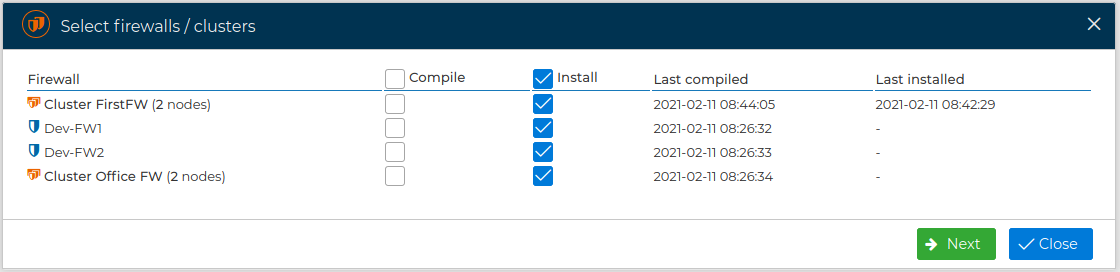 Select firewalls / clusters
Firewall Compile Install Last compiled Last installed
Cluster FirstFW (2 nodes) 2021-02-11 08:44:05 2021-02-11 08:42:29
Dev-FW1 2021-02-11 08:26:32 -
Dev-FW2 2021-02-11 08:26:33 -
Cluster Office FW (2 nodes) 2021-02-11 08:26:34 -
Next Close